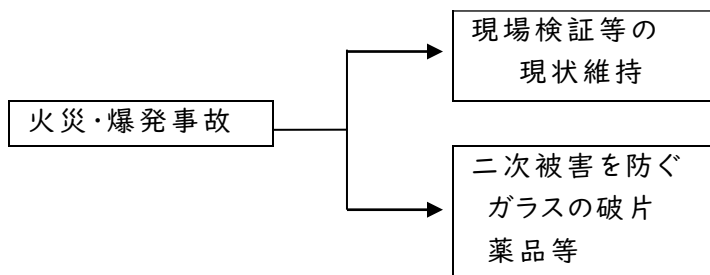 火災・爆発事故
現場検証等の
現状維持
二次被害を防ぐ
ガラスの破片
薬品等